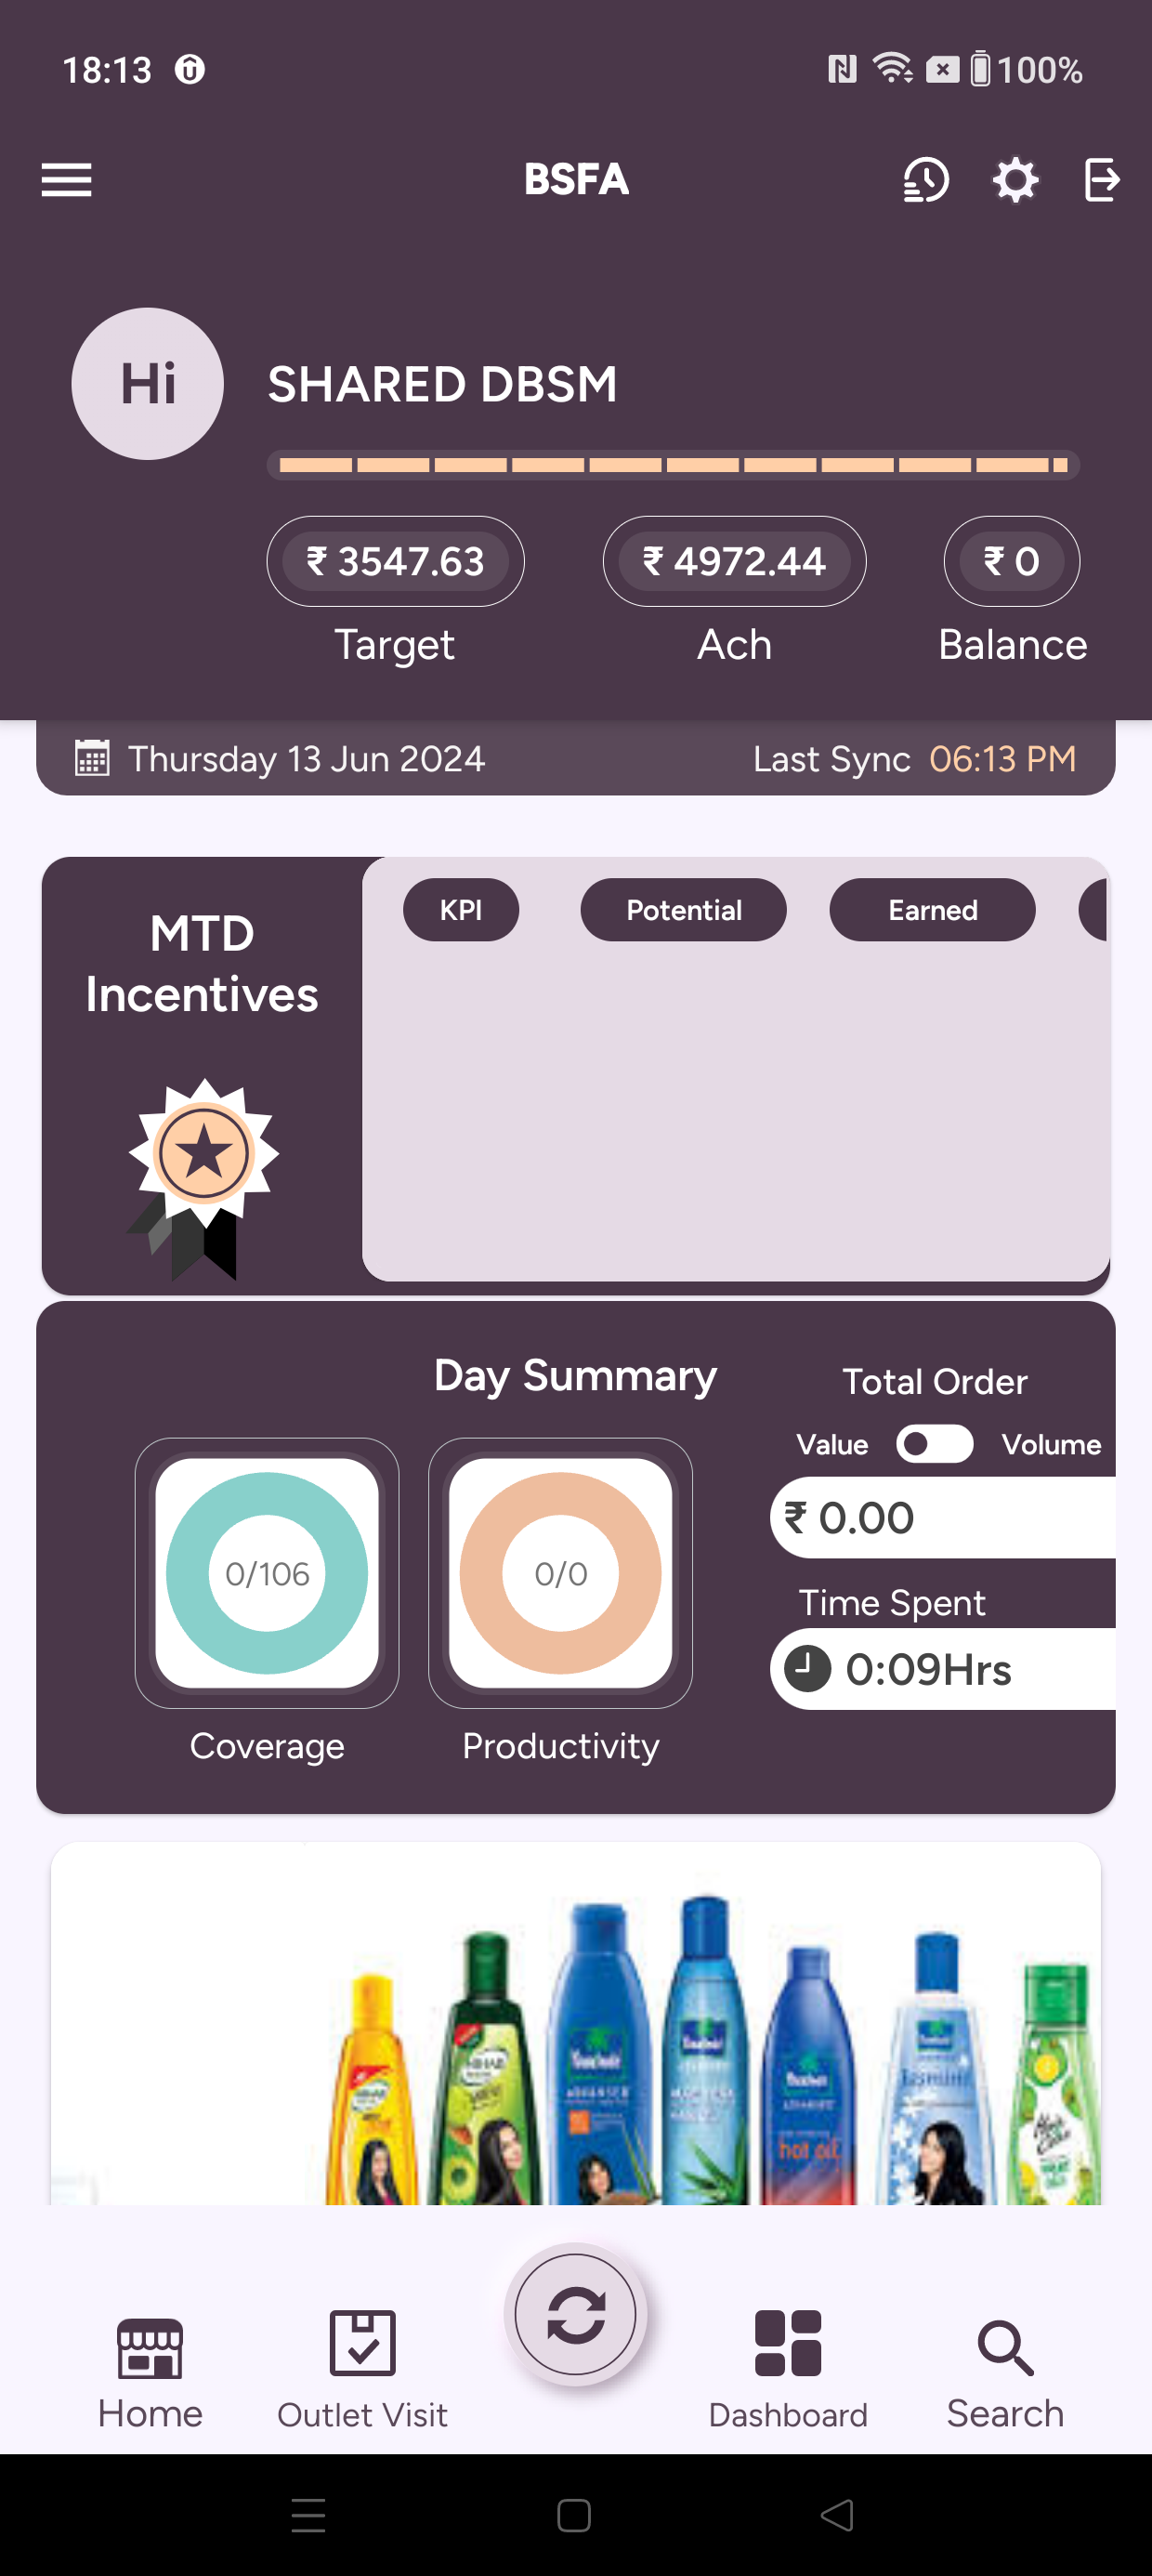 18:13
100%
BSFA
Hi
SHARED DBSM
₹ 3547.63
₹ 4972.44
₹ 0
Target
Ach
Balance
Thursday 13 Jun 2024
Last Sync 06:13 PM
MTD
Incentives
KPI
Potential
Earned
Day Summary
Total Order
Value
Volume
₹ 0.00
0/106
0/0
Time Spent
0:09Hrs
Coverage
Productivity
hot oil
Home
Outlet Visit
Dashboard
Search